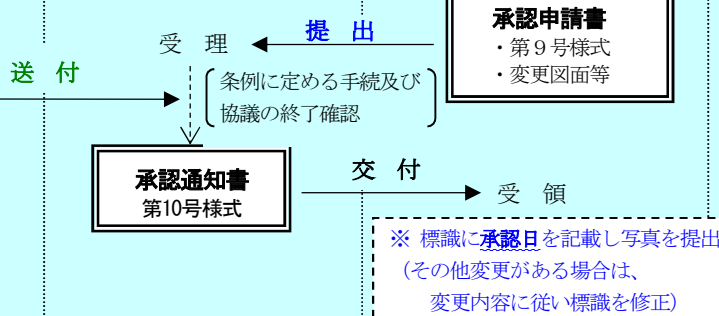 承認申請書
・第９号様式
・変更図面等
提 出
受 理
送 付
条例に定める手続及び
協議の終了確認
承認通知書
第10号様式
交 付
受 領
※ 標識に承認日を記載し写真を提出
（その他変更がある場合は、
変更内容に従い標識を修正）